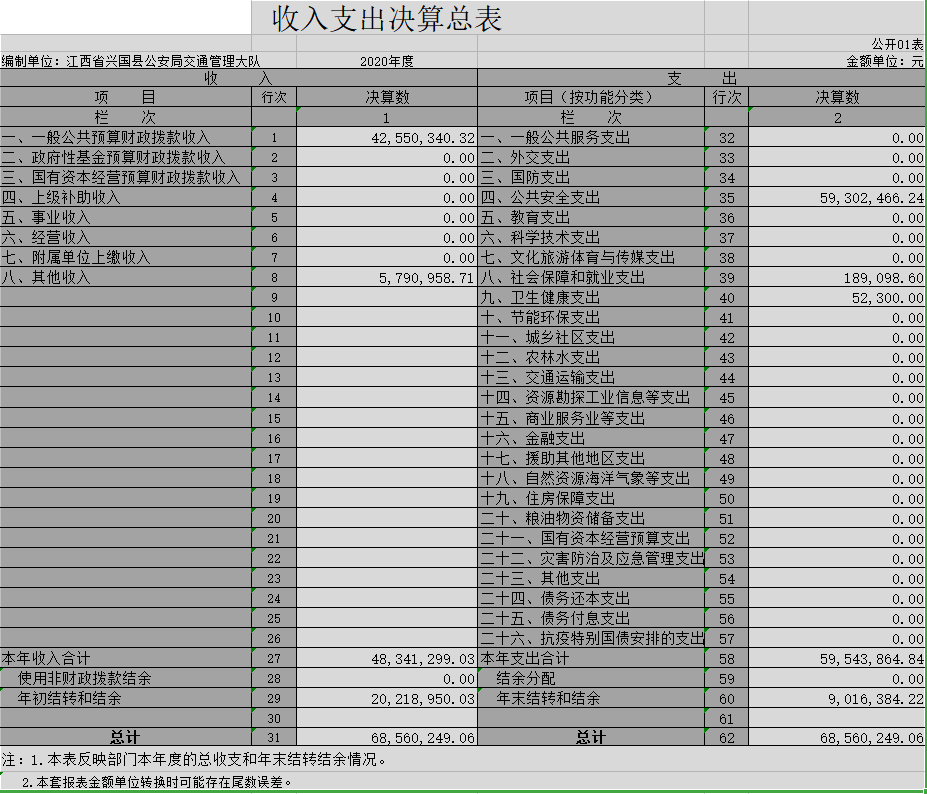 收入支出决算总表
公开01表
编制单位：江西省兴国县公安局交通管理大队 2020年度 金额单位：元
收 入 支 出
项 目 行次 决算数 项目（按功能分类） 行次 决算数
栏 次 1 栏 次 2
一、一般公共预算财政拨款收入 1 42,550,340.32 一、一般公共服务支出 32 0.00
二、政府性基金预算财政拨款收入 2 0.00 二、外交支出 33 0.00
三、国有资本经营预算财政拨款收入 3 0.00 三、国防支出 34 0.00
四、上级补助收入 4 0.00 四、公共安全支出 35 59,302,466.24
五、事业收入 5 0.00 五、教育支出 36 0.00
六、经营收入 6 0.00 六、科学技术支出 37 0.00
七、附属单位上缴收入 7 0.00 七、文化旅游体育与传媒支出 38 0.00
八、其他收入 8 5,790,958.71 八、社会保障和就业支出 39 189,098.60
9 九、卫生健康支出 40 52,300.00
10 十、节能环保支出 41 0.00
11 十一、城乡社区支出 42 0.00
12 十二、农林水支出 43 0.00
13 十三、交通运输支出 44 0.00
14 十四、资源勘探工业信息等支出 45 0.00
15 十五、商业服务业等支出 46 0.00
16 十六、金融支出 47 0.00
17 十七、援助其他地区支出 48 0.00
18 十八、自然资源海洋气象等支出 49 0.00
19 十九、住房保障支出 50 0.00
20 二十、粮油物资储备支出 51 0.00
21 二十一、国有资本经营预算支出 52 0.00
22 二十二、灾害防治及应急管理支出 53 0.00
23 二十三、其他支出 54 0.00
24 二十四、债务还本支出 55 0.00
25 二十五、债务付息支出 56 0.00
26 二十六、抗疫特别国债安排的支出 57 0.00
本年收入合计 27 48,341,299.03 本年支出合计 58 59,543,864.84
使用非财政拨款结余 28 0.00 结余分配 59 0.00
年初结转和结余 29 20,218,950.03 年末结转和结余 60 9,016,384.22
30 61
总计 31 68,560,249.06 总计 62 68,560,249.06
注：1.本表反映部门本年度的总收支和年末结转结余情况。
2.本套报表金额单位转换时可能存在尾数误差。